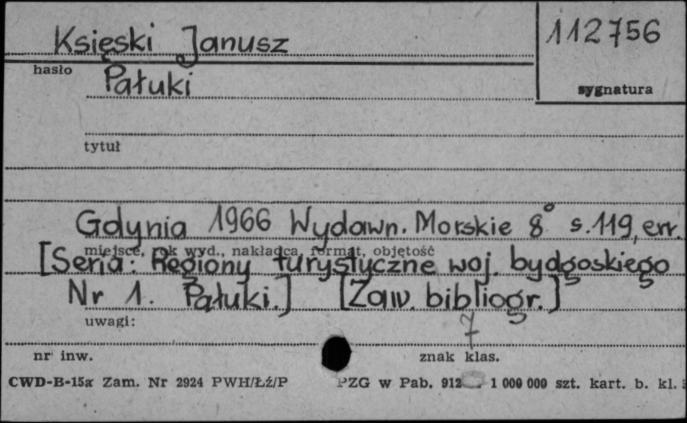 Księski Janusz
112756
hasło
Pałuki
sygnatura
tytuł
Gdynia 1966 Wydawn. Morskie 8° s.119, err.
miejsce, rok wyd., nakładca, format, objętość
[Seria: Regiony turystyczne woj. bydgoskiego
Nr 1. Pałuki.] [Zaw. bibliogr.]
uwagi:
7
nr inw.
znak klas.
CWD-B-15a Zam. Nr 2924 PWH/Łź/P PZG w Pab. 912 1 000 000 szt. kart. b. kl.